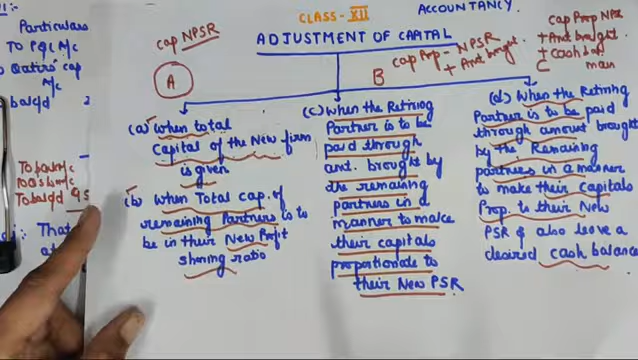 Particulars
To P&L A/c
cap
A/c
To bal c/d 2
To bal c/d 95
That
CLASS-XII
ACCOUNTANCY.
ADJUSTMENT OF CAPITAL
cap NPSR
A
B
cap Prop - NPSR
+ Amt brought.
cap Prop NPR
+ Amt brought.
+ Cash bal
C
(a) When total
Capital of the New firm
is given
(b) When Total cap. of
remaining Partners is to
be in their New Profit
sharing ratio
(c) When the Retiring
Partner is to be
paid through
amt. brought by
the remaining
partners in a
manner to make
their capitals
proportionate to
their New PSR
(d) When the Retiring
Partner is to be paid
through amount brought
by the Remaining
partners in a manner
to make their Capitals
Prop. to their New
PSR & also leave a
desired cash balance